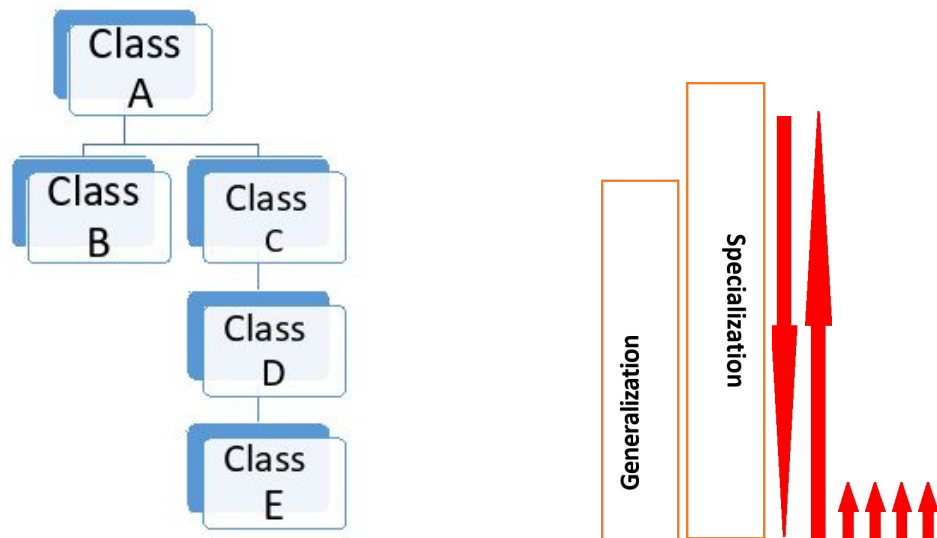 Class
A
Class
B
Class
C
Class
D
Class
E
Generalization
Specialization